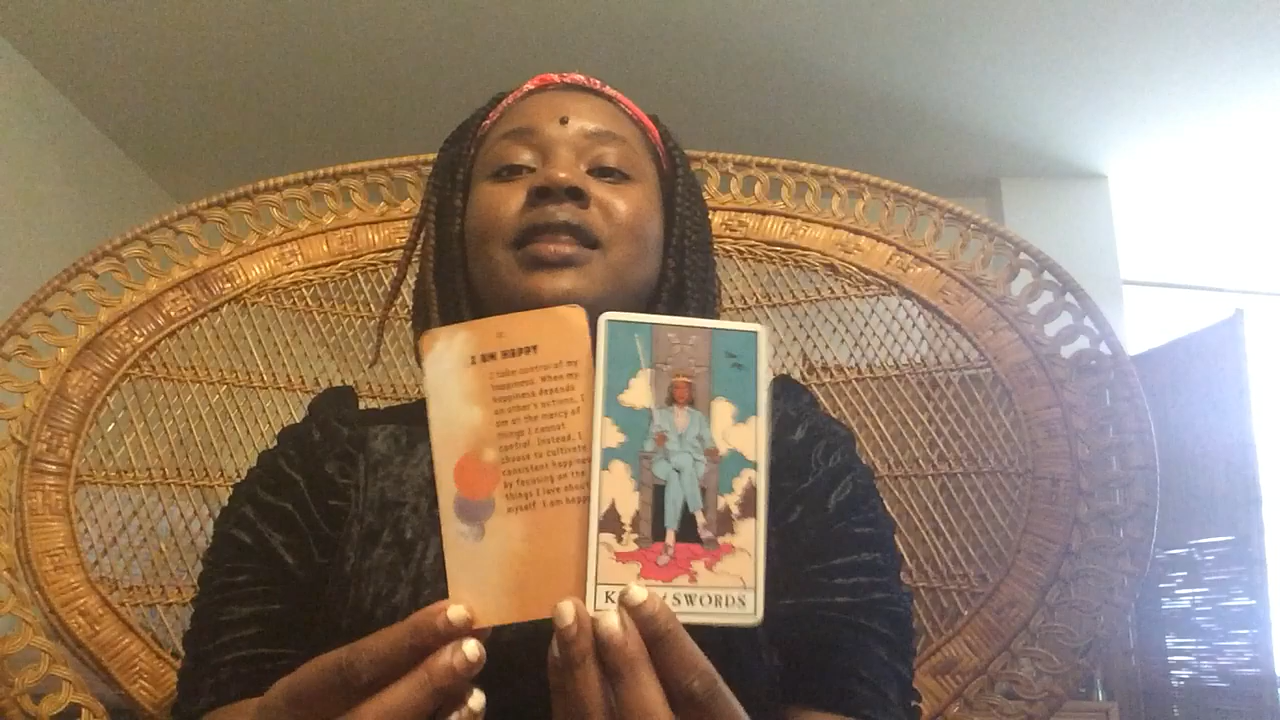 I AM HAPPY
I take control of my
happiness. When my
happiness depends
on other's actions, I
am at the mercy of
things I cannot
control. Instead, I
choose to cultivate
consistent happiness
by focusing on the
things I love about
myself. I am happy
K SWORDS